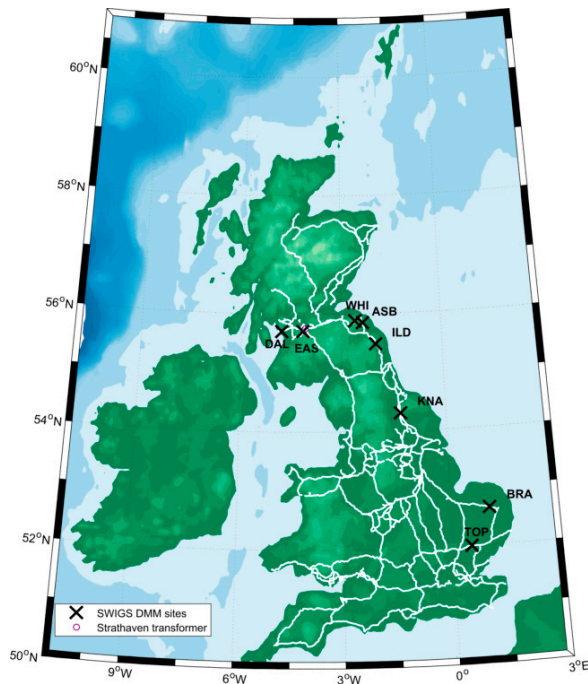 60°N
58°N
56°N
WHI
ASB
ILD
DAL
EAS
54°N
KNA
BRA
52°N
TOP
SWIGS DMM sites
Strathaven transformer
50°N
9°W
6°W
3°W
0°
3°E